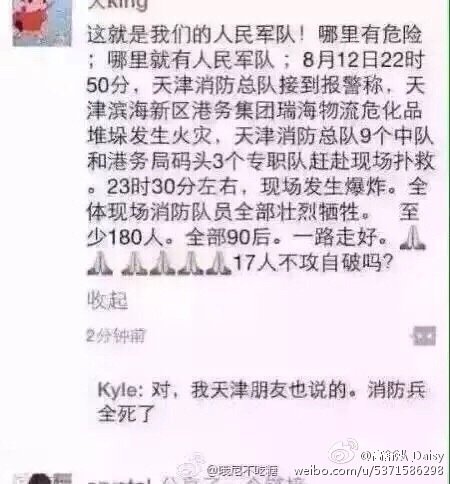 king
这就是我们的人民军队！哪里有危险
；哪里就有人民军队；8月12日22时
50分，天津消防总队接到报警称，天
津滨海新区港务集团瑞海物流危化品
堆垛发生火灾，天津消防总队9个中队
和港务局码头3个专职队赶赴现场扑救
。23时30分左右，现场发生爆炸。全
体现场消防队员全部壮烈牺牲。 至
少180人。全部90后。一路走好。🙏
🙏🙏🙏🙏🙏17人不攻自破吗？
收起
2分钟前
Kyle: 对，我天津朋友也说的。消防兵
全死了
@哦尼不吃糖
Daisy
weibo.com/u/5371586298